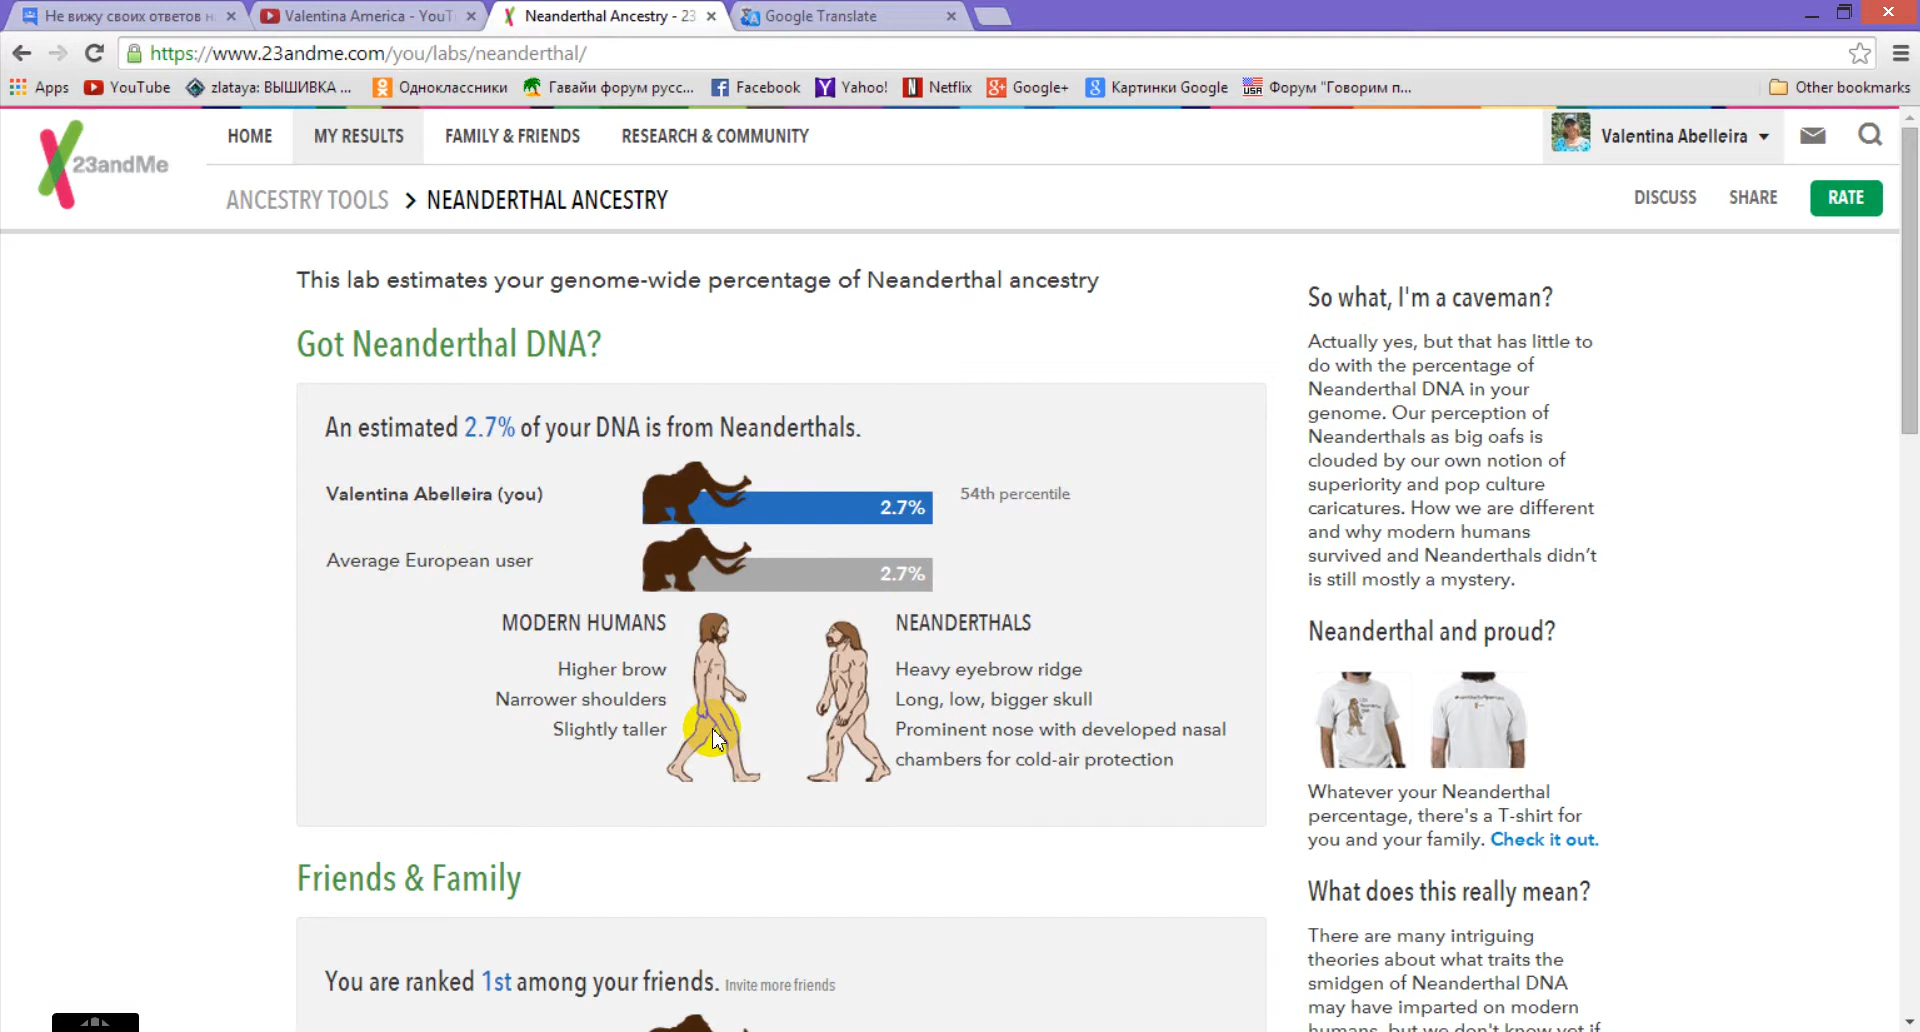 Не вижу своих ответов н
Valentina America - YouT
Neanderthal Ancestry - 23
Google Translate
https://www.23andme.com/you/labs/neanderthal/
Apps
YouTube
zlataya: ВЫШИВКА ...
Одноклассники
Гавайи форум русс...
Facebook
Yahoo!
Netflix
Google+
Картинки Google
Форум "Говорим п...
Other bookmarks
23andMe
HOME
MY RESULTS
FAMILY & FRIENDS
RESEARCH & COMMUNITY
Valentina Abelleira
ANCESTRY TOOLS > NEANDERTHAL ANCESTRY
DISCUSS
SHARE
RATE
This lab estimates your genome-wide percentage of Neanderthal ancestry
Got Neanderthal DNA?
An estimated 2.7% of your DNA is from Neanderthals.
Valentina Abelleira (you)
2.7%
54th percentile
Average European user
2.7%
MODERN HUMANS
Higher brow
Narrower shoulders
Slightly taller
NEANDERTHALS
Heavy eyebrow ridge
Long, low, bigger skull
Prominent nose with developed nasal
chambers for cold-air protection
Friends & Family
You are ranked 1st among your friends. Invite more friends
So what, I'm a caveman?
Actually yes, but that has little to
do with the percentage of
Neanderthal DNA in your
genome. Our perception of
Neanderthals as big oafs is
clouded by our own notion of
superiority and pop culture
caricatures. How we are different
and why modern humans
survived and Neanderthals didn't
is still mostly a mystery.
Neanderthal and proud?
Whatever your Neanderthal
percentage, there's a T-shirt for
you and your family. Check it out.
What does this really mean?
There are many intriguing
theories about what traits the
smidgen of Neanderthal DNA
may have imparted on modern
humans, but we don't know yet if